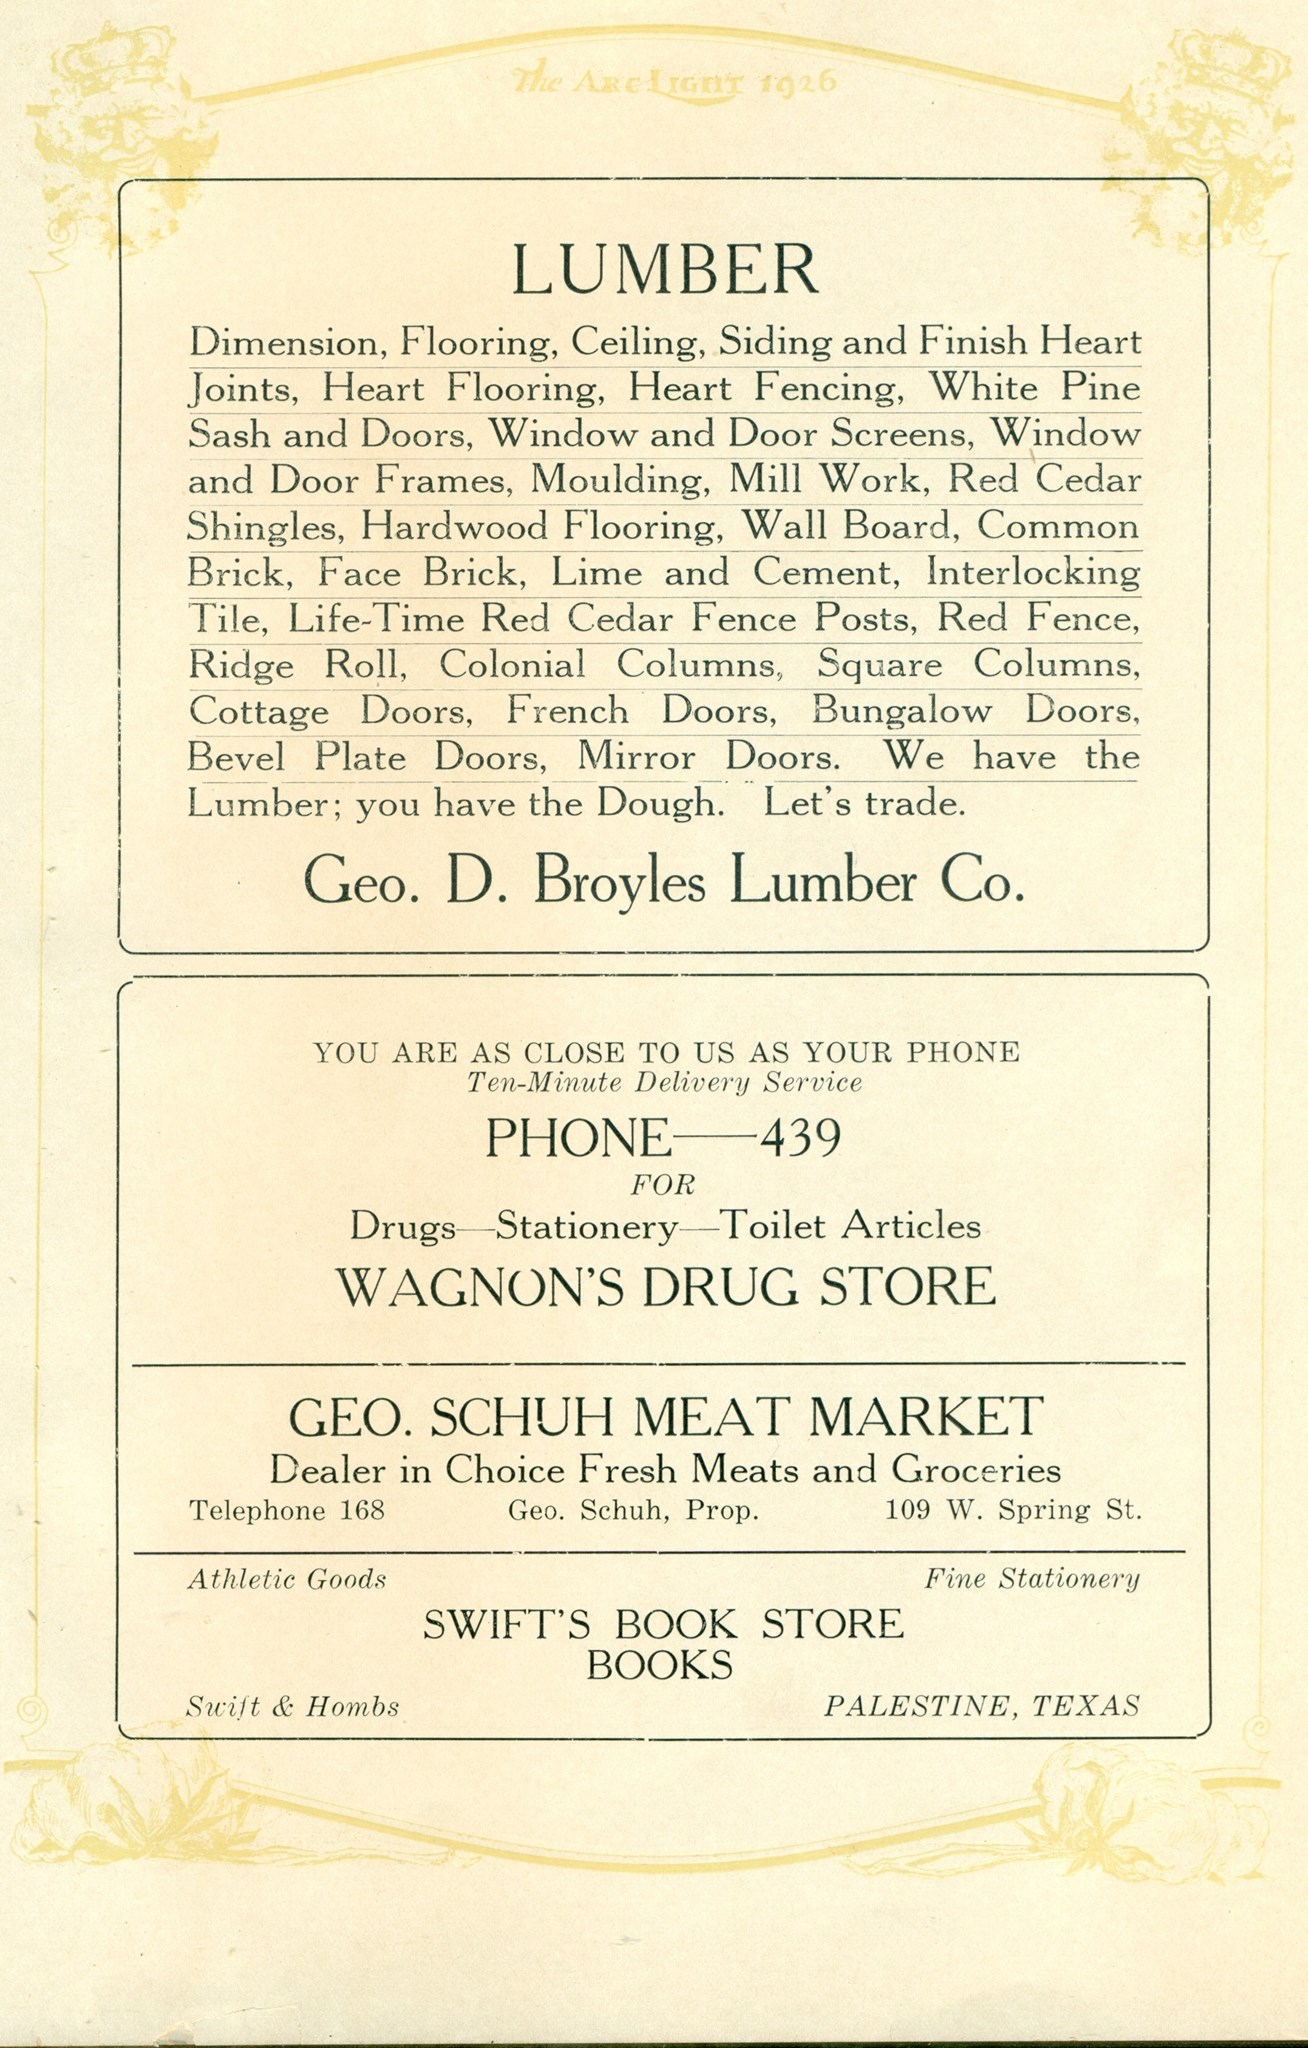 The ARC-LIGHT 1926
LUMBER
Dimension, Flooring, Ceiling, Siding and Finish Heart
Joints, Heart Flooring, Heart Fencing, White Pine
Sash and Doors, Window and Door Screens, Window
and Door Frames, Moulding, Mill Work, Red Cedar
Shingles, Hardwood Flooring, Wall Board, Common
Brick, Face Brick, Lime and Cement, Interlocking
Tile, Life-Time Red Cedar Fence Posts, Red Fence,
Ridge Roll, Colonial Columns, Square Columns,
Cottage Doors, French Doors, Bungalow Doors,
Bevel Plate Doors, Mirror Doors. We have the
Lumber; you have the Dough. Let's trade.
Geo. D. Broyles Lumber Co.
YOU ARE AS CLOSE TO US AS YOUR PHONE
Ten-Minute Delivery Service
PHONE—439
FOR
Drugs—Stationery—Toilet Articles
WAGNON'S DRUG STORE
GEO. SCHUH MEAT MARKET
Dealer in Choice Fresh Meats and Groceries
Telephone 168 Geo. Schuh, Prop. 109 W. Spring St.
Athletic Goods Fine Stationery
SWIFT'S BOOK STORE
BOOKS
Swift & Hombs PALESTINE, TEXAS